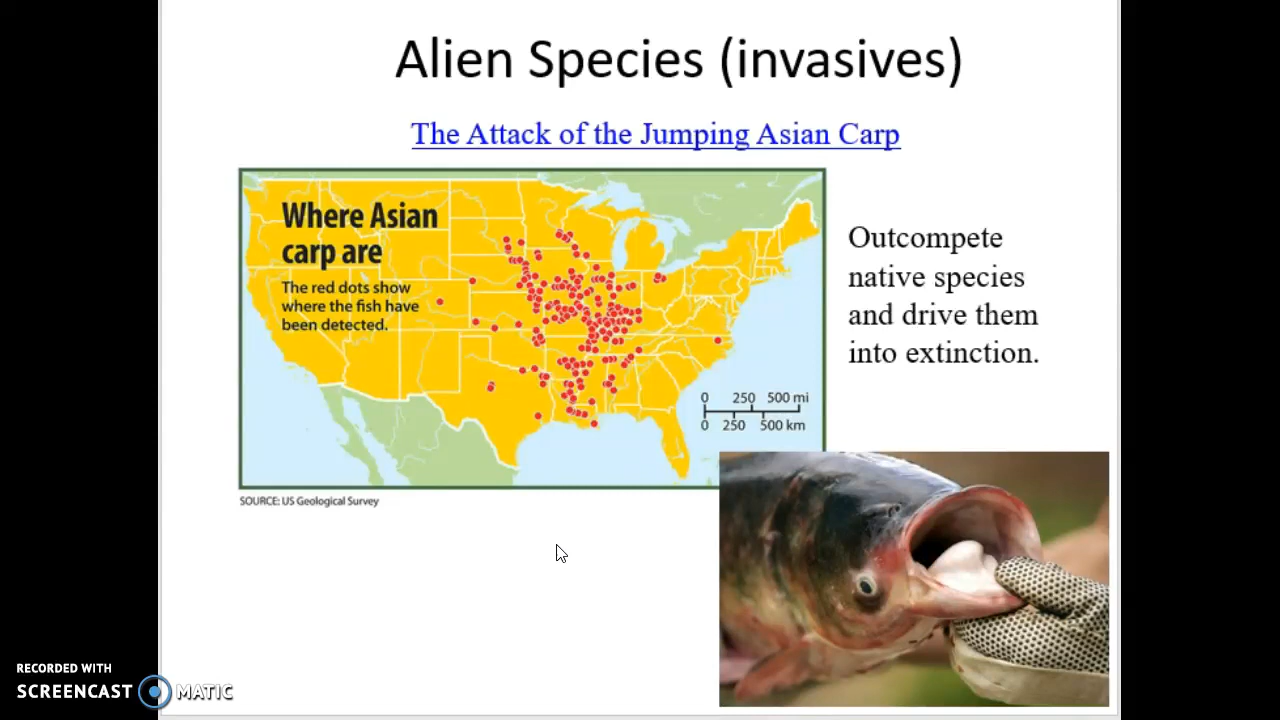 Alien Species (invasives)
The Attack of the Jumping Asian Carp
Where Asian
carp are
The red dots show
where the fish have
been detected.
0 250 500 mi
0 250 500 km
SOURCE: US Geological Survey
Outcompete
native species
and drive them
into extinction.
RECORDED WITH
SCREENCAST MATIC